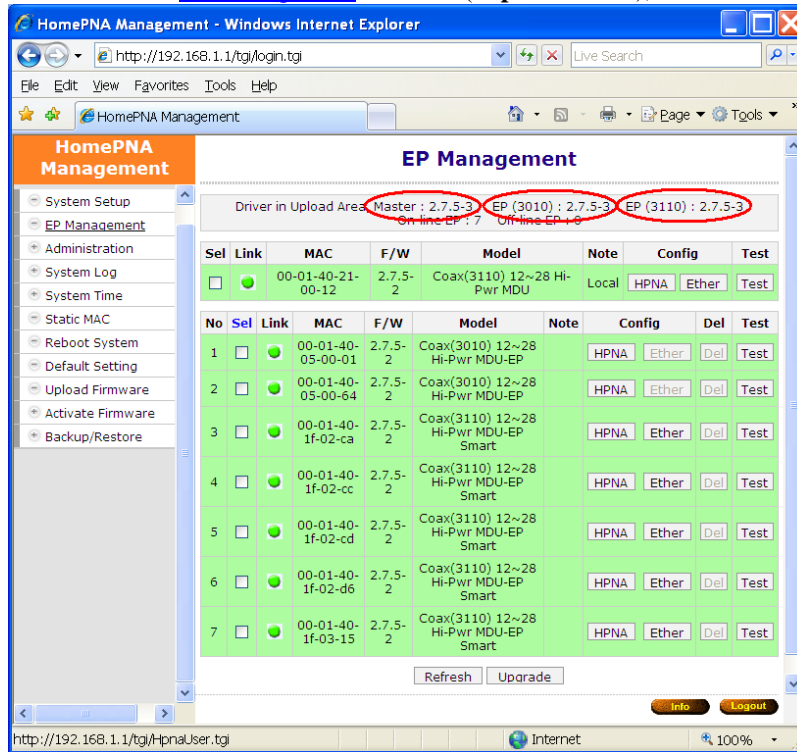 HomePNA Management - Windows Internet Explorer
http://192.168.1.1/tgi/login.tgi
Live Search
File Edit View Favorites Tools Help
HomePNA Management
Page Tools
HomePNA
Management
System Setup
EP Management
Administration
System Log
System Time
Static MAC
Reboot System
Default Setting
Upload Firmware
Activate Firmware
Backup/Restore
EP Management
Driver in Upload Area Master : 2.7.5-3 EP (3010) : 2.7.5-3 EP (3110) : 2.7.5-3
On-line EP : 7 Off-line EP : 0
Sel Link MAC F/W Model Note Config Test
00-01-40-21-00-12 2.7.5-2 Coax(3110) 12~28 Hi-Pwr MDU Local HPNA Ether Test
No Sel Link MAC F/W Model Note Config Del Test
1 00-01-40-05-00-01 2.7.5-2 Coax(3010) 12~28 Hi-Pwr MDU-EP HPNA Ether Del Test
2 00-01-40-05-00-64 2.7.5-2 Coax(3010) 12~28 Hi-Pwr MDU-EP HPNA Ether Del Test
3 00-01-40-1f-02-ca 2.7.5-2 Coax(3110) 12~28 Hi-Pwr MDU-EP Smart HPNA Ether Del Test
4 00-01-40-1f-02-cc 2.7.5-2 Coax(3110) 12~28 Hi-Pwr MDU-EP Smart HPNA Ether Del Test
5 00-01-40-1f-02-cd 2.7.5-2 Coax(3110) 12~28 Hi-Pwr MDU-EP Smart HPNA Ether Del Test
6 00-01-40-1f-02-d6 2.7.5-2 Coax(3110) 12~28 Hi-Pwr MDU-EP Smart HPNA Ether Del Test
7 00-01-40-1f-03-15 2.7.5-2 Coax(3110) 12~28 Hi-Pwr MDU-EP Smart HPNA Ether Del Test
Refresh Upgrade
Info Logout
http://192.168.1.1/tgi/HpnaUser.tgi Internet 100%